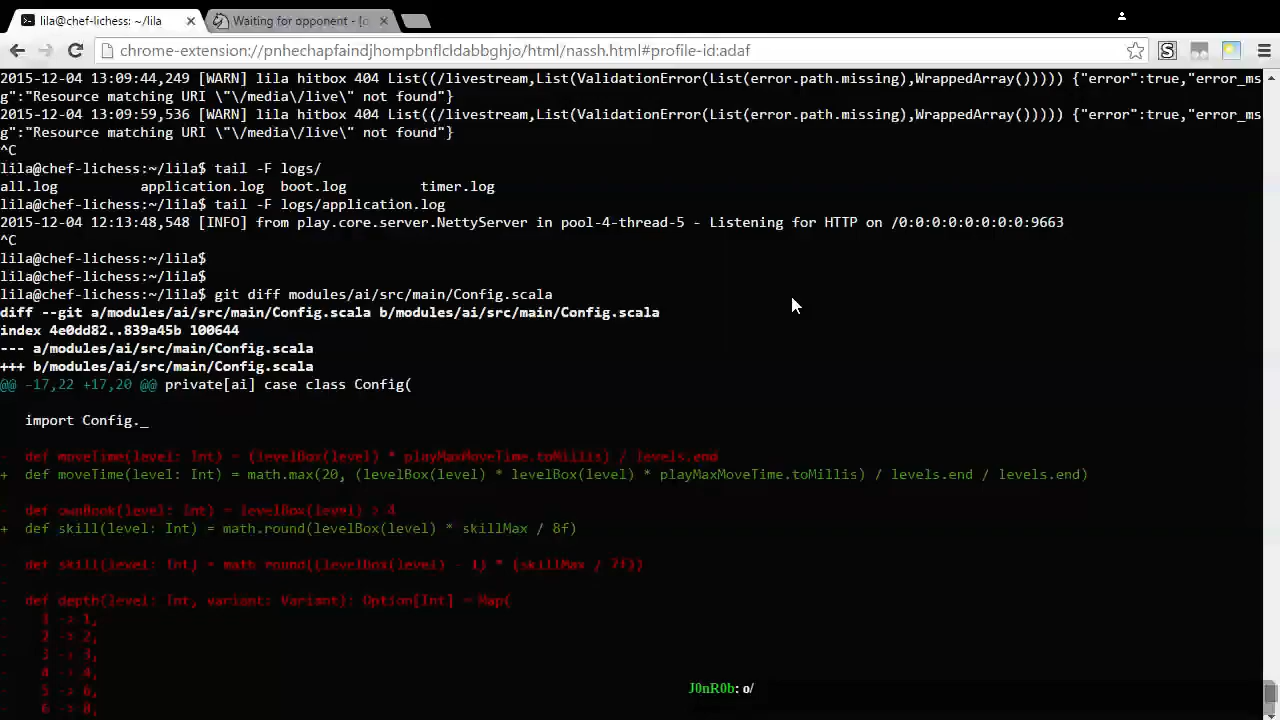 lila@chef-lichess: ~/lila
Waiting for opponent - [o
chrome-extension://pnhechapfaindjhompbnflcldabbghjo/html/nassh.html#profile-id:adaf
2015-12-04 13:09:44,249 [WARN] lila hitbox 404 List((/livestream,List(ValidationError(List(error.path.missing),WrappedArray())))) {"error":true,"error_ms
g":"Resource matching URI \"\/media\/live\" not found"}
2015-12-04 13:09:59,536 [WARN] lila hitbox 404 List((/livestream,List(ValidationError(List(error.path.missing),WrappedArray())))) {"error":true,"error_ms
g":"Resource matching URI \"\/media\/live\" not found"}
^C
lila@chef-lichess:~/lila$ tail -F logs/
all.log application.log boot.log timer.log
lila@chef-lichess:~/lila$ tail -F logs/application.log
2015-12-04 12:13:48,548 [INFO] from play.core.server.NettyServer in pool-4-thread-5 - Listening for HTTP on /0:0:0:0:0:0:0:0:9663
^C
lila@chef-lichess:~/lila$
lila@chef-lichess:~/lila$
lila@chef-lichess:~/lila$ git diff modules/ai/src/main/Config.scala
diff --git a/modules/ai/src/main/Config.scala b/modules/ai/src/main/Config.scala
index 4e0dd82..839a45b 100644
--- a/modules/ai/src/main/Config.scala
+++ b/modules/ai/src/main/Config.scala
@@ -17,22 +17,20 @@ private[ai] case class Config(
import Config._
- def moveTime(level: Int) = (levelBox(level) * playMaxMoveTime.toMillis) / levels.end
+ def moveTime(level: Int) = math.max(20, (levelBox(level) * levelBox(level) * playMaxMoveTime.toMillis) / levels.end / levels.end)
- def ownBook(level: Int) = levelBox(level) > 4
+ def skill(level: Int) = math.round(levelBox(level) * skillMax / 8f)
- def skill(level: Int) = math.round((levelBox(level) - 1) * (skillMax / 7f))
-
- def depth(level: Int, variant: Variant): Option[Int] = Map(
- 1 -> 1,
- 2 -> 2,
- 3 -> 3,
- 4 -> 4,
- 5 -> 6,
- 6 -> 8,
J0nR0b: o/